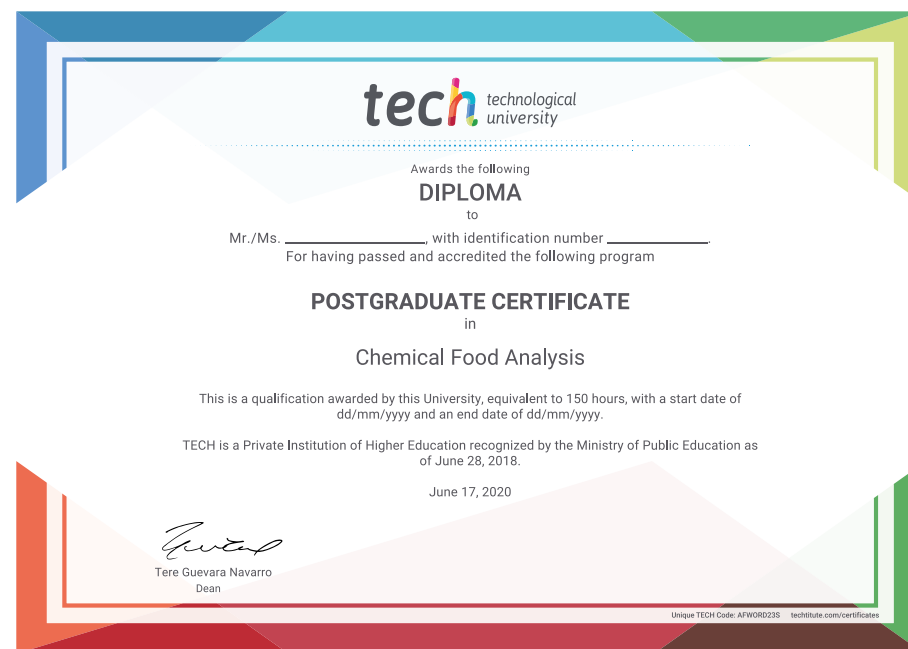 tech technological
university
Awards the following
DIPLOMA
to
Mr./Ms. ____________, with identification number _________.
For having passed and accredited the following program
POSTGRADUATE CERTIFICATE
in
Chemical Food Analysis
This is a qualification awarded by this University, equivalent to 150 hours, with a start date of
dd/mm/yyyy and an end date of dd/mm/yyyy.
TECH is a Private Institution of Higher Education recognized by the Ministry of Public Education as
of June 28, 2018.
June 17, 2020
Tere Guevara Navarro
Dean
Unique TECH Code: AFWORD23S techtitute.com/certificates